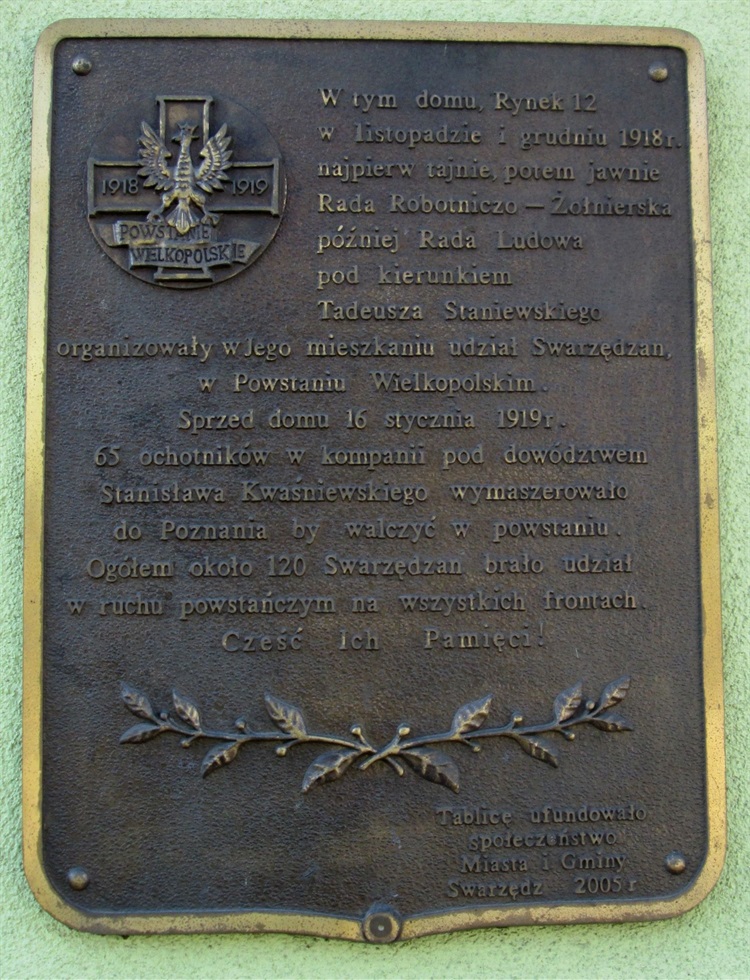 1918 1919
POWSTANIE
WIELKOPOLSKIE
W tym domu, Rynek 12
w listopadzie i grudniu 1918 r.
najpierw tajnie, potem jawnie
Rada Robotniczo – Żołnierska
później Rada Ludowa
pod kierunkiem
Tadeusza Staniewskiego
organizowały w Jego mieszkaniu udział Swarzędzan,
w Powstaniu Wielkopolskim.
Sprzed domu 16 stycznia 1919 r.
65 ochotników w kompanii pod dowództwem
Stanisława Kwaśniewskiego wymaszerowało
do Poznania by walczyć w powstaniu.
Ogółem około 120 Swarzędzan brało udział
w ruchu powstańczym na wszystkich frontach.
Cześć Ich Pamięci!
Tablicę ufundowało
społeczeństwo
Miasta i Gminy
Swarzędz 2005 r